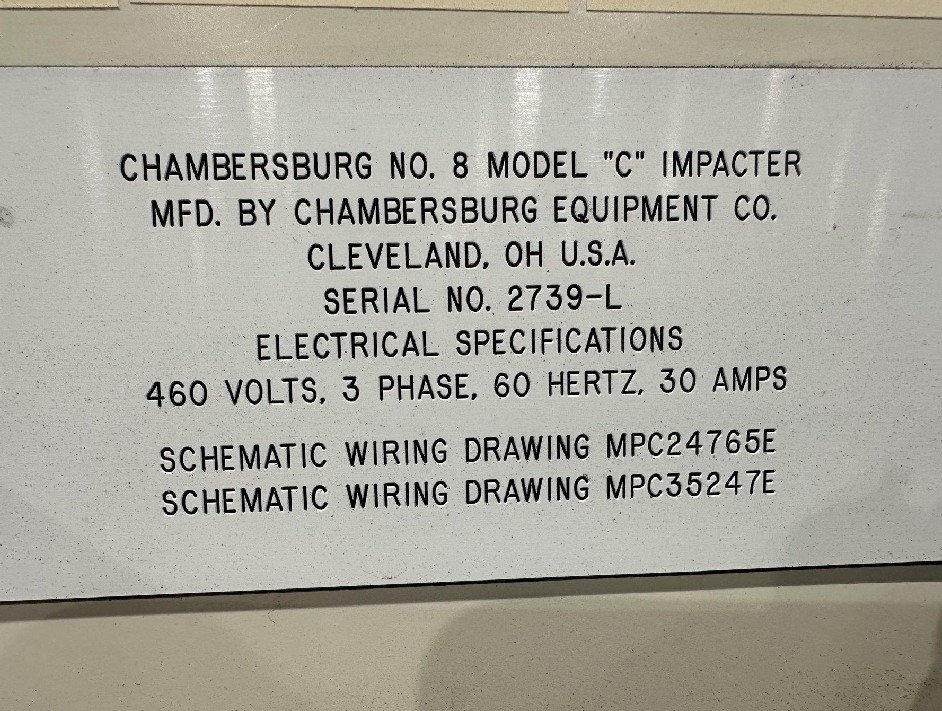 CHAMBERSBURG NO. 8 MODEL "C" IMPACTER
MFD. BY CHAMBERSBURG EQUIPMENT CO.
CLEVELAND, OH U.S.A.
SERIAL NO. 2739-L
ELECTRICAL SPECIFICATIONS
460 VOLTS, 3 PHASE, 60 HERTZ, 30 AMPS
SCHEMATIC WIRING DRAWING MPC24765E
SCHEMATIC WIRING DRAWING MPC35247E